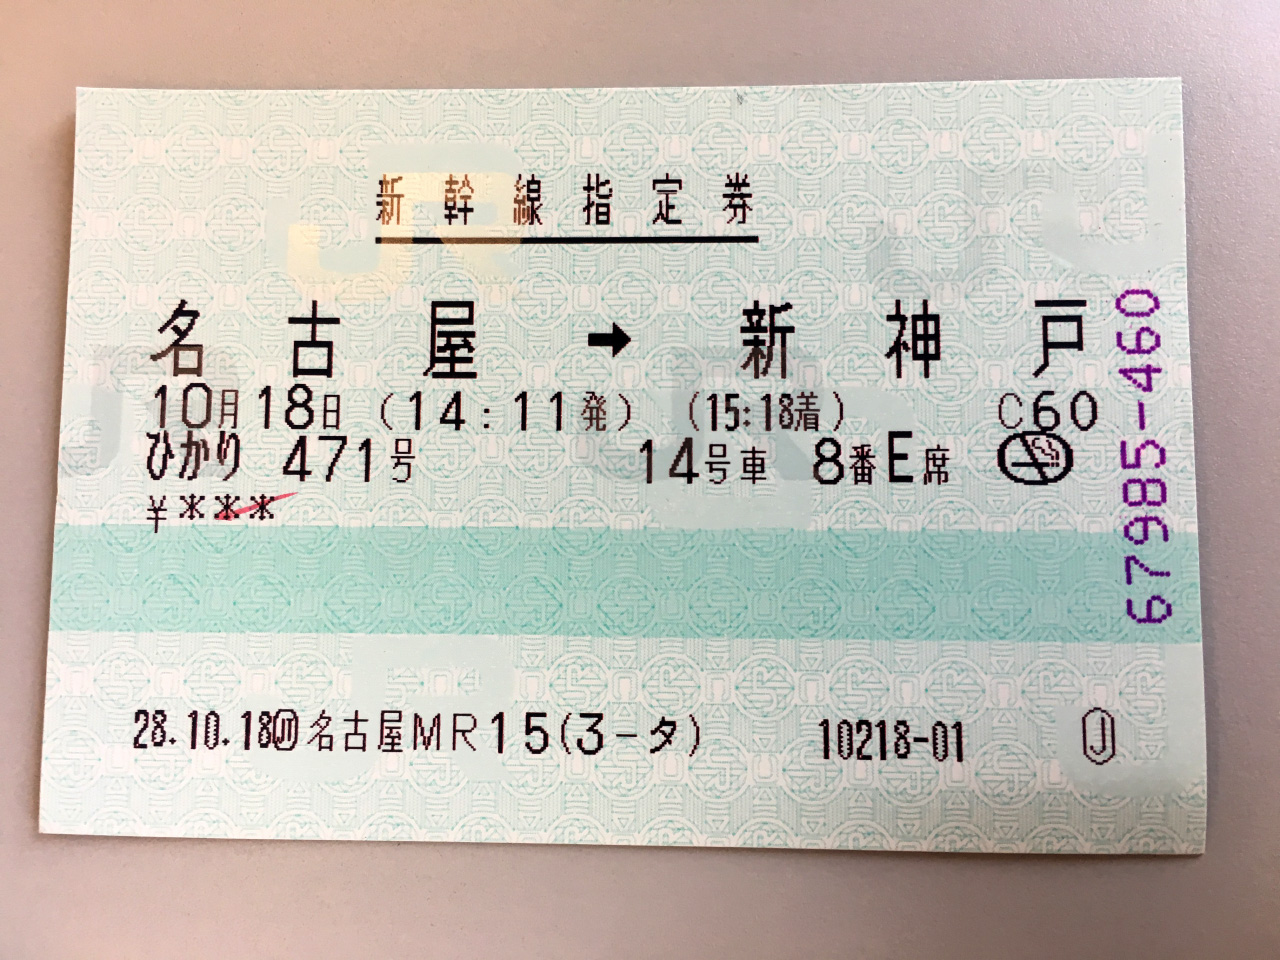 新幹線指定券
名古屋 → 新神戸
10月18日 (14:11発) (15:18着) C60
ひかり 471号 14号車 8番E席
¥***
28.10.18 名古屋MR15(3-タ) 10218-01 Ⓙ
67985-460